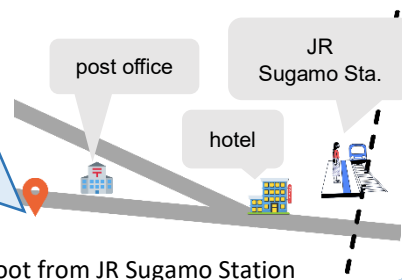 JR
Sugamo Sta.
post office
hotel
〒
oot from JR Sugamo Station